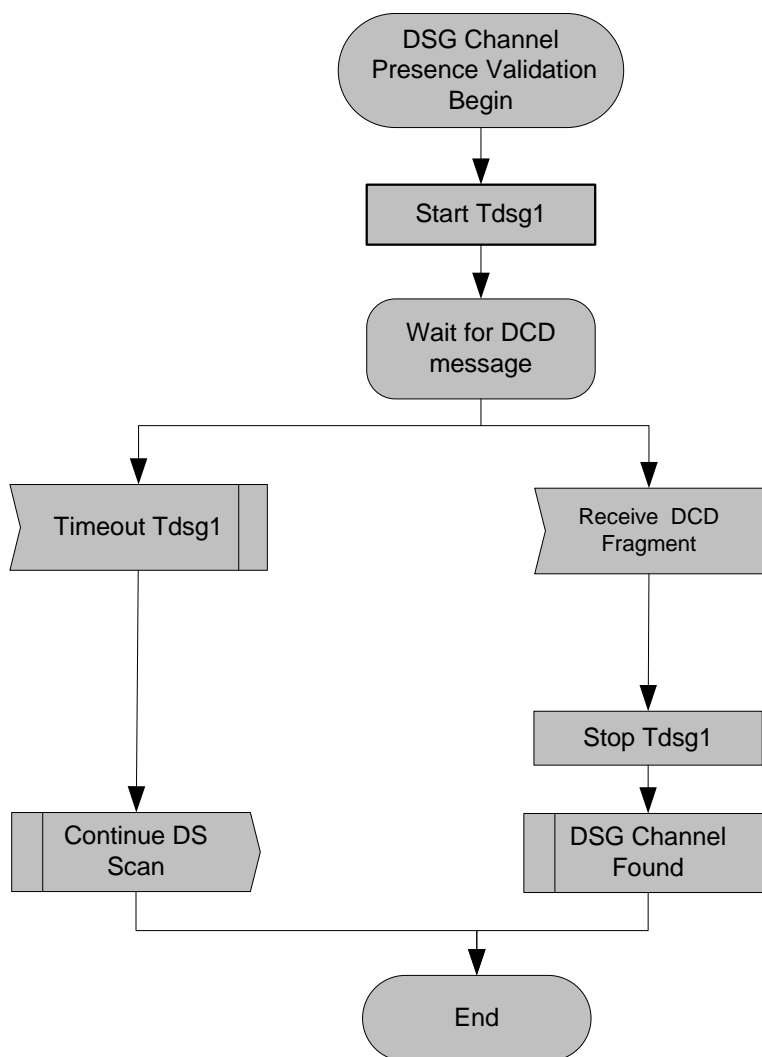 DSG Channel
Presence Validation
Begin
Start Tdsg1
Wait for DCD
message
Timeout Tdsg1
Receive DCD
Fragment
Stop Tdsg1
Continue DS
Scan
DSG Channel
Found
End